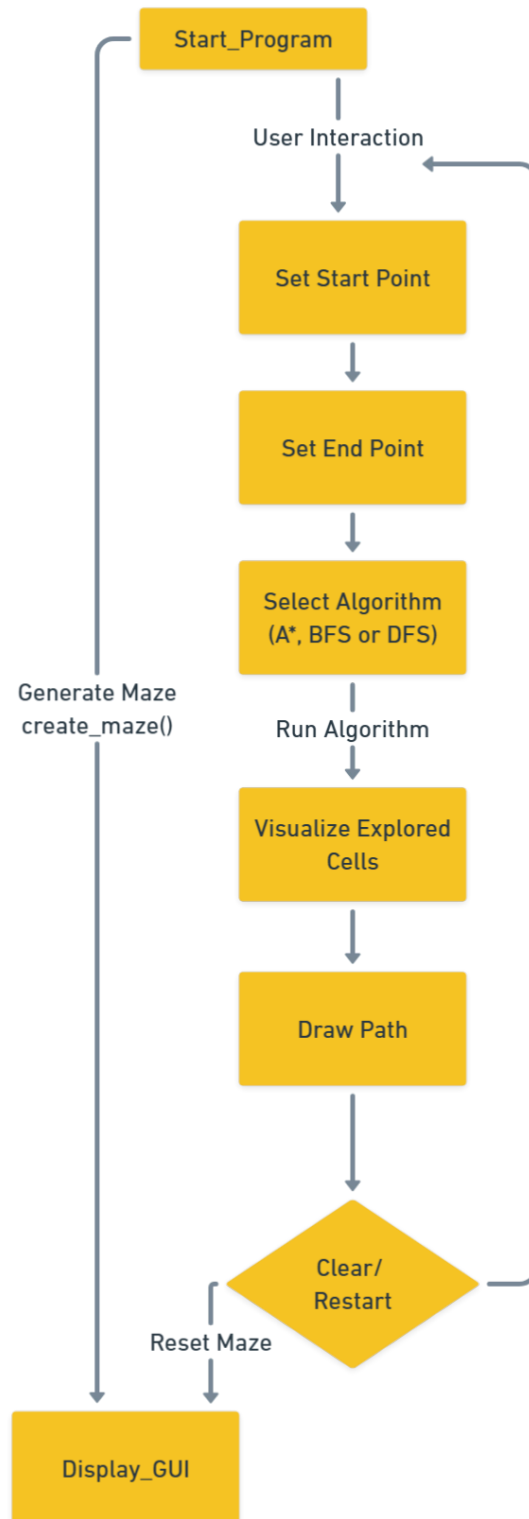 Start_Program
User Interaction
Set Start Point
Set End Point
Select Algorithm
(A*, BFS or DFS)
Generate Maze
create_maze()
Run Algorithm
Visualize Explored
Cells
Draw Path
Clear/
Restart
Reset Maze
Display_GUI